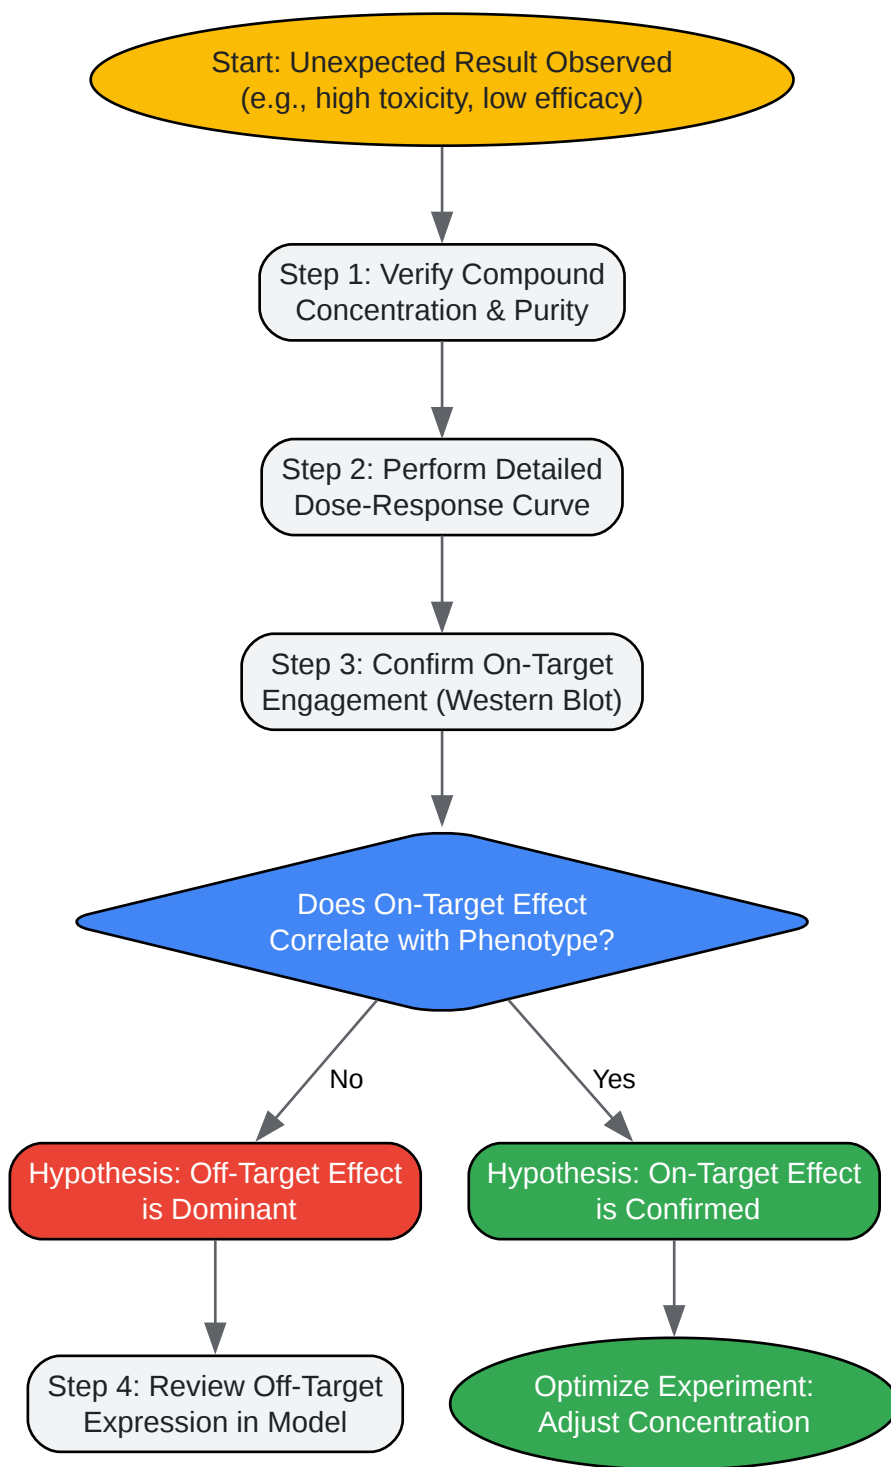 Start: Unexpected Result Observed
(e.g., high toxicity, low efficacy)
Step 1: Verify Compound
Concentration & Purity
Step 2: Perform Detailed
Dose-Response Curve
Step 3: Confirm On-Target
Engagement (Western Blot)
Does On-Target Effect
Correlate with Phenotype?
No
Yes
Hypothesis: Off-Target Effect
is Dominant
Hypothesis: On-Target Effect
is Confirmed
Step 4: Review Off-Target
Expression in Model
Optimize Experiment:
Adjust Concentration